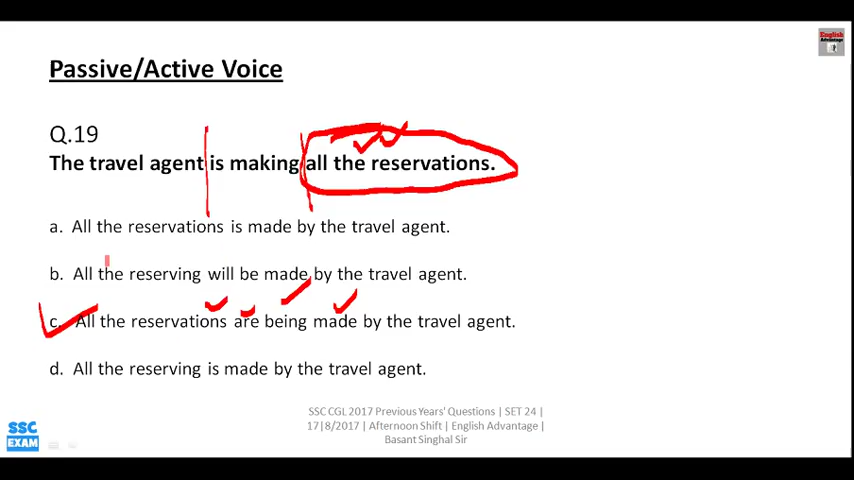 English
Advantage
Passive/Active Voice
Q.19
The travel agent is making all the reservations.
a. All the reservations is made by the travel agent.
b. All the reserving will be made by the travel agent.
c. All the reservations are being made by the travel agent.
d. All the reserving is made by the travel agent.
SSC CGL 2017 Previous Years' Questions | SET 24 |
17|8/2017 | Afternoon Shift | English Advantage |
Basant Singhal Sir
SSC
EXAM